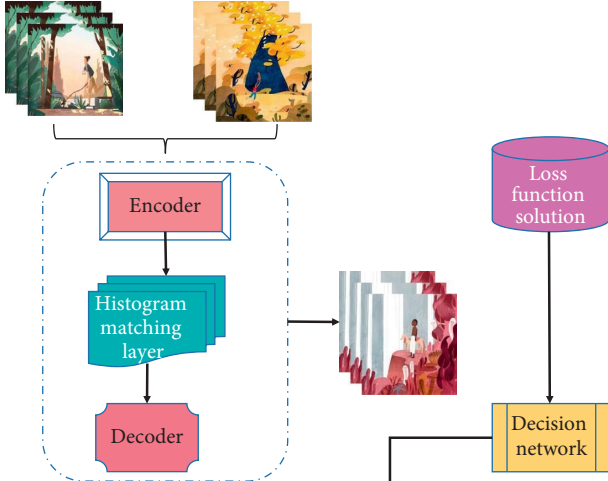 Encoder
Histogram
matching
layer
Decoder
Loss
function
solution
Decision
network